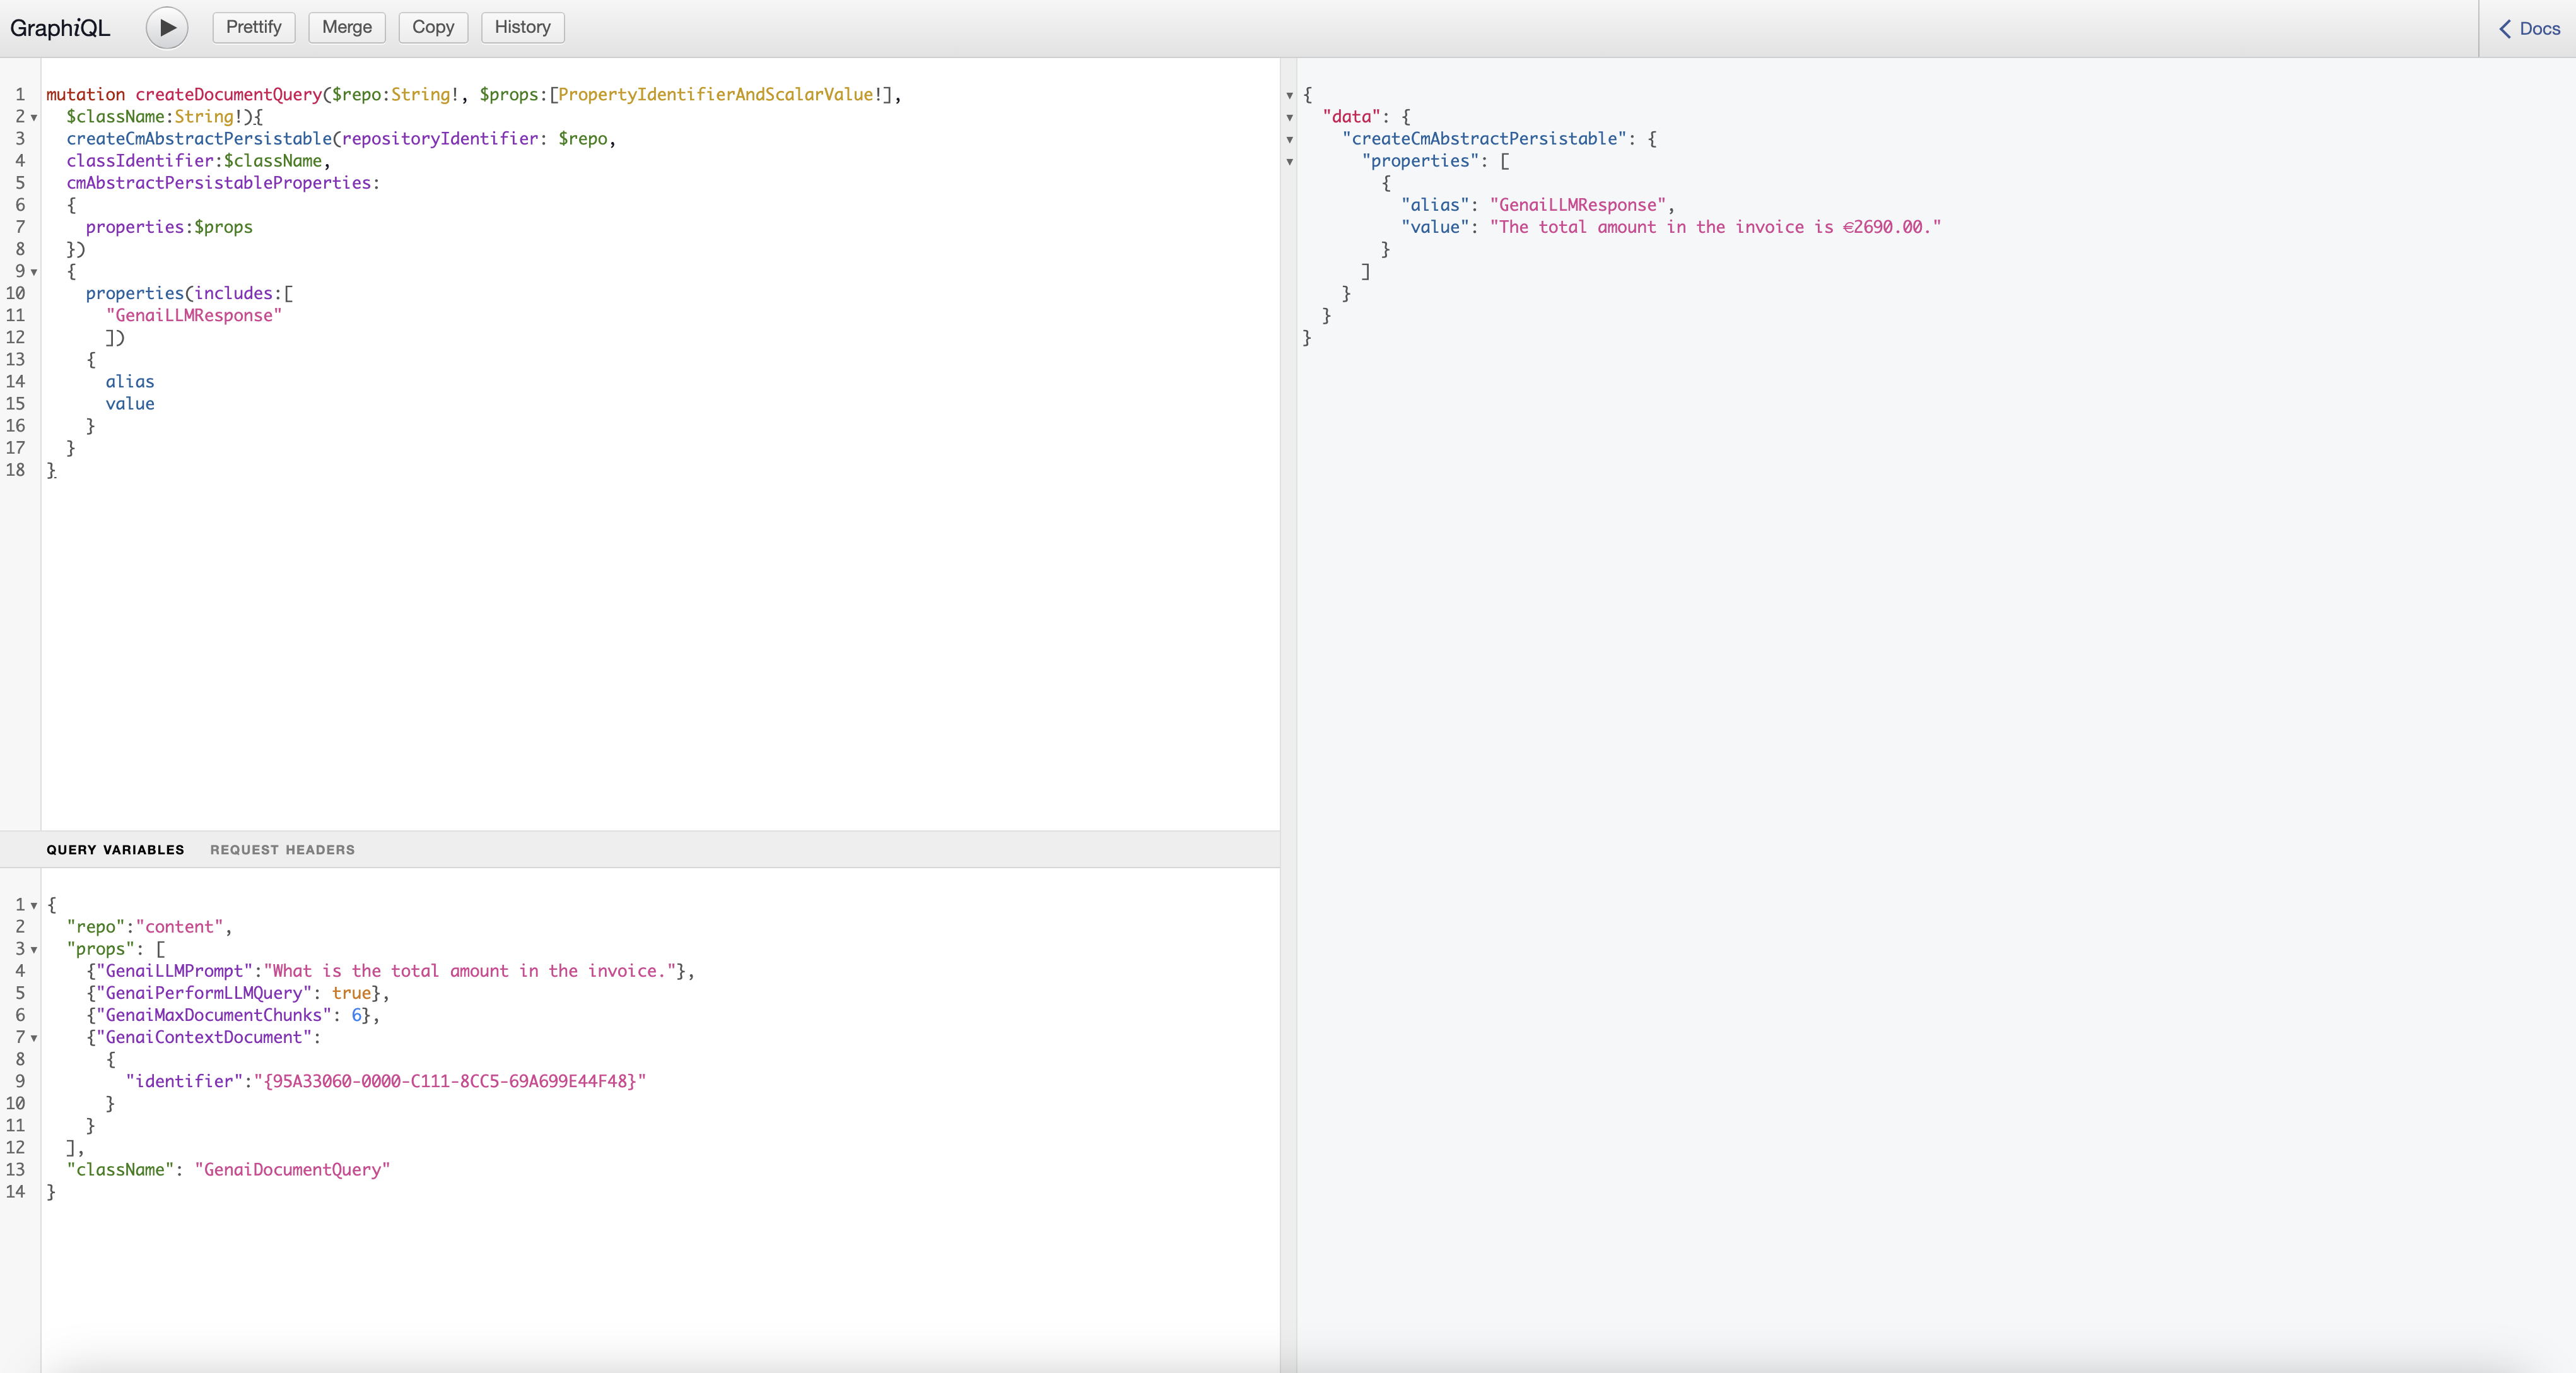 GraphiQL Prettify Merge Copy History Docs
1 mutation createDocumentQuery($repo:String!, $props:[PropertyIdentifierAndScalarValue!],
2 $className:String!){
3 createCmAbstractPersistable(repositoryIdentifier: $repo,
4 classIdentifier:$className,
5 cmAbstractPersistableProperties:
6 {
7 properties:$props
8 })
9 {
10 properties(includes:[
11 "GenaiLLMResponse"
12 ])
13 {
14 alias
15 value
16 }
17 }
18 }
QUERY VARIABLES REQUEST HEADERS
1 {
2 "repo":"content",
3 "props": [
4 {"GenaiLLMPrompt":"What is the total amount in the invoice."},
5 {"GenaiPerformLLMQuery": true},
6 {"GenaiMaxDocumentChunks": 6},
7 {"GenaiContextDocument":
8 {
9 "identifier":"{95A33060-0000-C111-8CC5-69A699E44F48}"
10 }
11 }
12 ],
13 "className": "GenaiDocumentQuery"
14 }
{
"data": {
"createCmAbstractPersistable": {
"properties": [
{
"alias": "GenaiLLMResponse",
"value": "The total amount in the invoice is €2690.00."
}
]
}
}
}